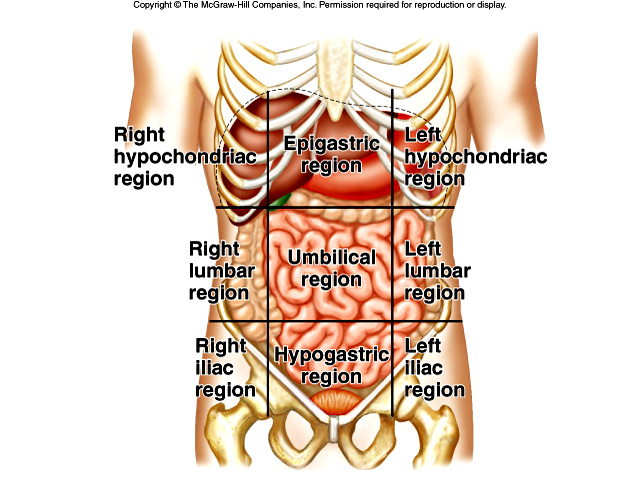 Copyright © The McGraw-Hill Companies, Inc. Permission required for reproduction or display.
Right
hypochondriac
region
Epigastric
region
Left
hypochondriac
region
Right
lumbar
region
Umbilical
region
Left
lumbar
region
Right
iliac
region
Hypogastric
region
Left
iliac
region